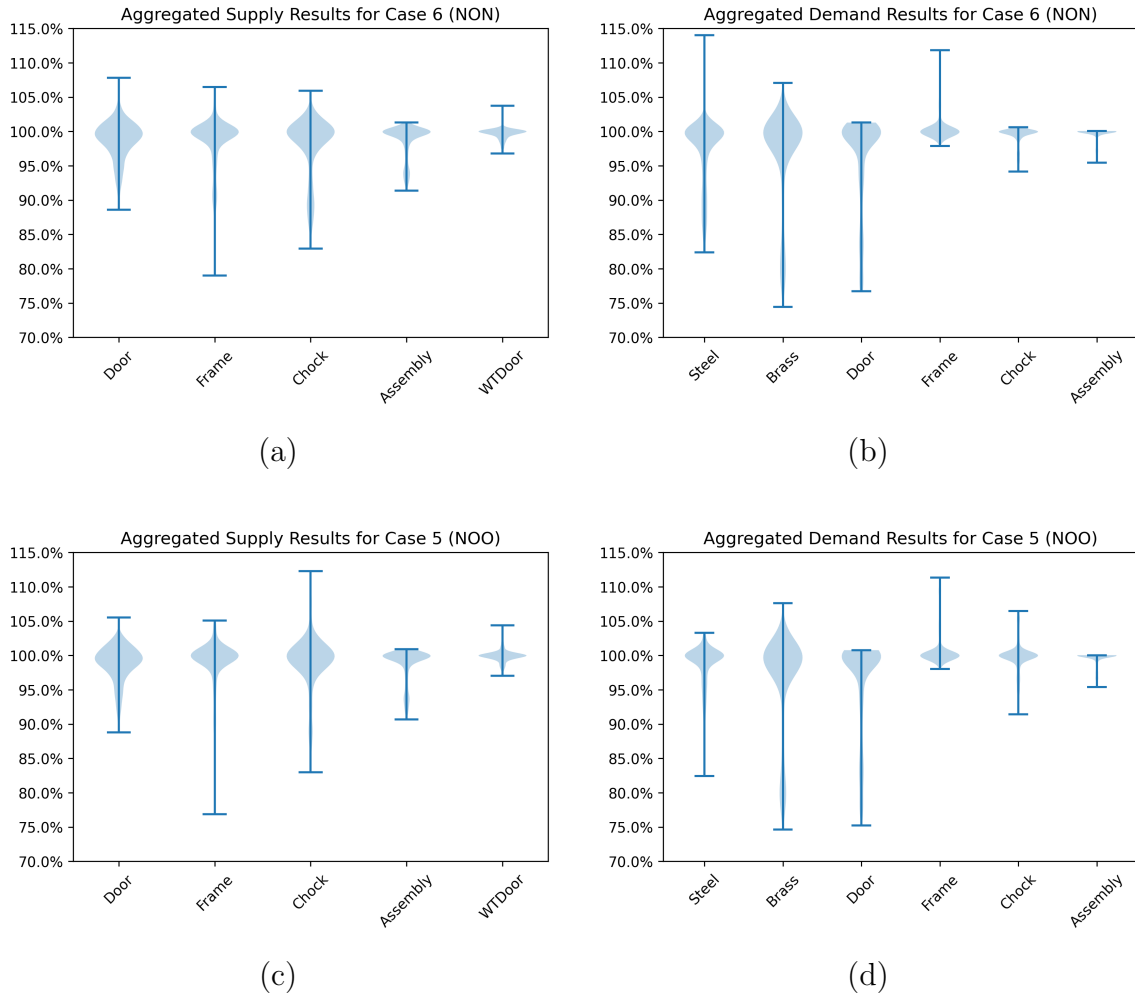 Aggregated Supply Results for Case 6 (NON)
115.0%
110.0%
105.0%
100.0%
95.0%
90.0%
85.0%
80.0%
75.0%
70.0%
Door
Frame
Chock
Assembly
WTDoor
(a)
Aggregated Demand Results for Case 6 (NON)
115.0%
110.0%
105.0%
100.0%
95.0%
90.0%
85.0%
80.0%
75.0%
70.0%
Steel
Brass
Door
Frame
Chock
Assembly
(b)
Aggregated Supply Results for Case 5 (NOO)
115.0%
110.0%
105.0%
100.0%
95.0%
90.0%
85.0%
80.0%
75.0%
70.0%
Door
Frame
Chock
Assembly
WTDoor
(c)
Aggregated Demand Results for Case 5 (NOO)
115.0%
110.0%
105.0%
100.0%
95.0%
90.0%
85.0%
80.0%
75.0%
70.0%
Steel
Brass
Door
Frame
Chock
Assembly
(d)